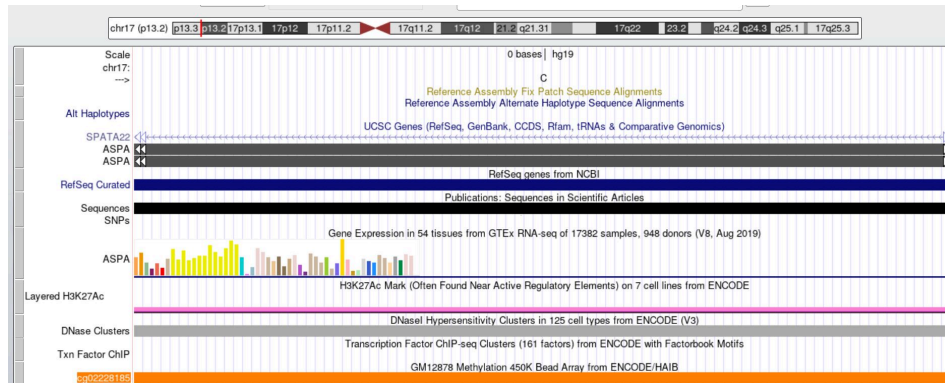 chr17 (p13.2) p13.3 p13.2 17p13.1 17p12 17p11.2 17q11.2 17q12 21.2 q21.31 17q22 23.2 q24.2 q24.3 q25.1 17q25.3
Scale 0 bases hg19
chr17:
---> C
Reference Assembly Fix Patch Sequence Alignments
Reference Assembly Alternate Haplotype Sequence Alignments
Alt Haplotypes
UCSC Genes (RefSeq, GenBank, CCDS, Rfam, tRNAs & Comparative Genomics)
SPATA22
ASPA
ASPA
RefSeq genes from NCBI
RefSeq Curated
Publications: Sequences in Scientific Articles
Sequences
SNPs
Gene Expression in 54 tissues from GTEx RNA-seq of 17382 samples, 948 donors (V8, Aug 2019)
ASPA
H3K27Ac Mark (Often Found Near Active Regulatory Elements) on 7 cell lines from ENCODE
Layered H3K27Ac
DNaseI Hypersensitivity Clusters in 125 cell types from ENCODE (V3)
DNase Clusters
Transcription Factor ChIP-seq Clusters (161 factors) from ENCODE with Factorbook Motifs
Txn Factor ChIP
GM12878 Methylation 450K Bead Array from ENCODE/HAIB
cg02228185